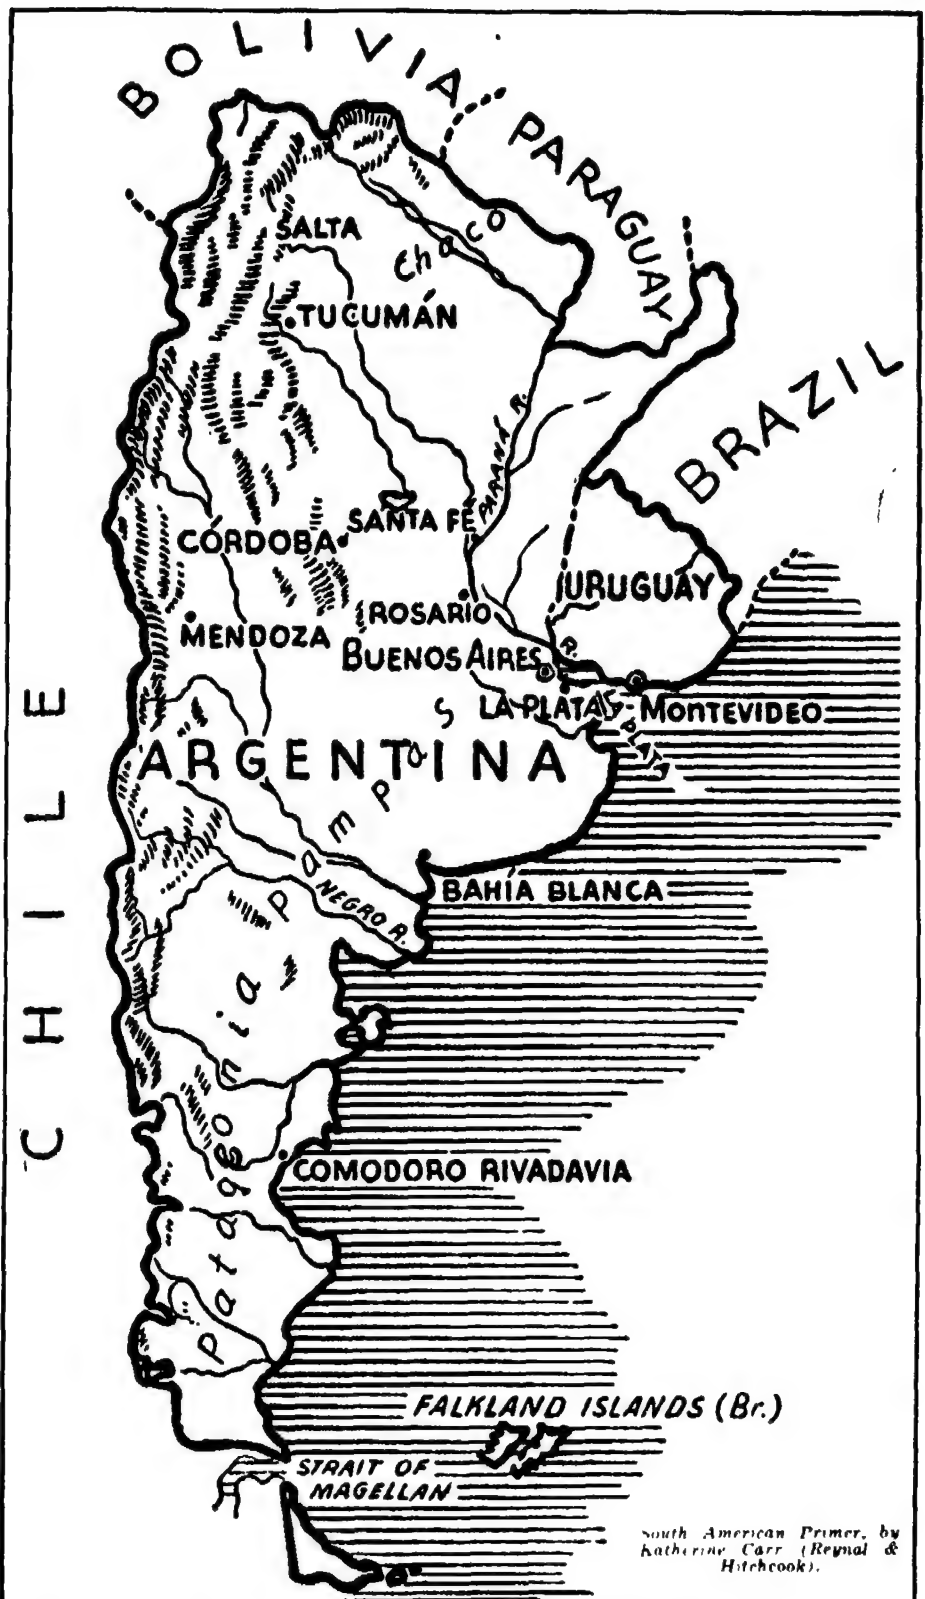 BOLIVIA
PARAGUAY
SALTA
Chaco
TUCUMÁN
BRAZIL
PARANÁ R.
SANTA FE
CÓRDOBA
URUGUAY
ROSARIO
MENDOZA
R.
BUENOS AIRES
LA PLATA
MONTEVIDEO
PLATA
CHILE
ARGENTINA
Pampas
BAHÍA BLANCA
NEGRO R.
Patagonia
COMODORO RIVADAVIA
FALKLAND ISLANDS (Br.)
STRAIT OF
MAGELLAN
South American Primer, by
Katherine Carr (Reynal &
Hitchcook).